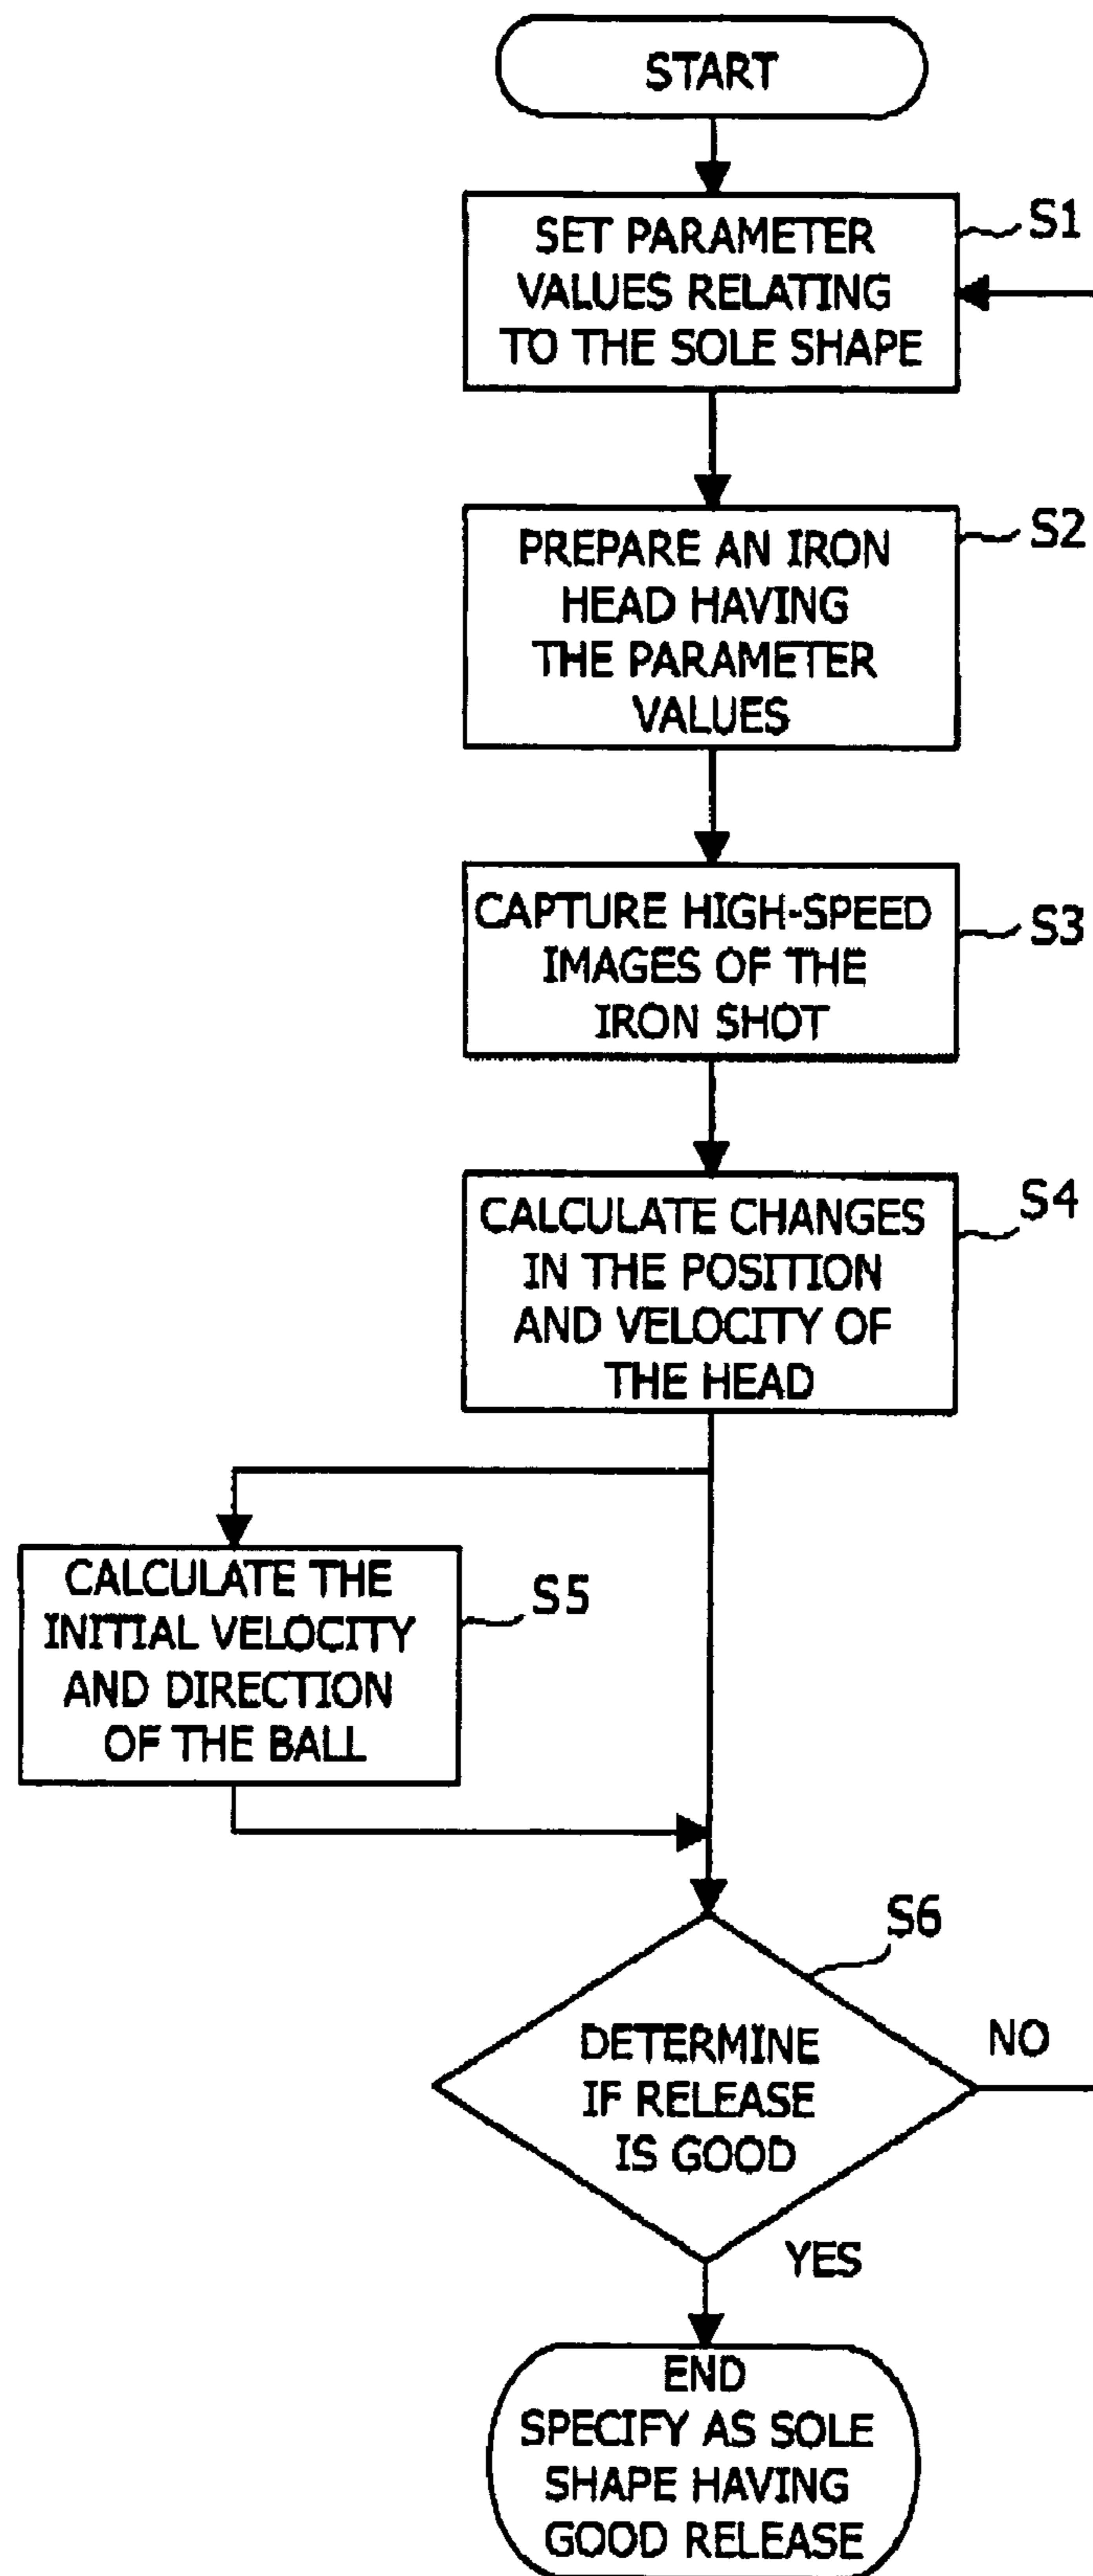 START
SET PARAMETER
VALUES RELATING
TO THE SOLE SHAPE
S1
PREPARE AN IRON
HEAD HAVING
THE PARAMETER
VALUES
S2
CAPTURE HIGH-SPEED
IMAGES OF THE
IRON SHOT
S3
CALCULATE CHANGES
IN THE POSITION
AND VELOCITY OF
THE HEAD
S4
CALCULATE THE
INITIAL VELOCITY
AND DIRECTION
OF THE BALL
S5
S6
DETERMINE
IF RELEASE
IS GOOD
NO
YES
END
SPECIFY AS SOLE
SHAPE HAVING
GOOD RELEASE